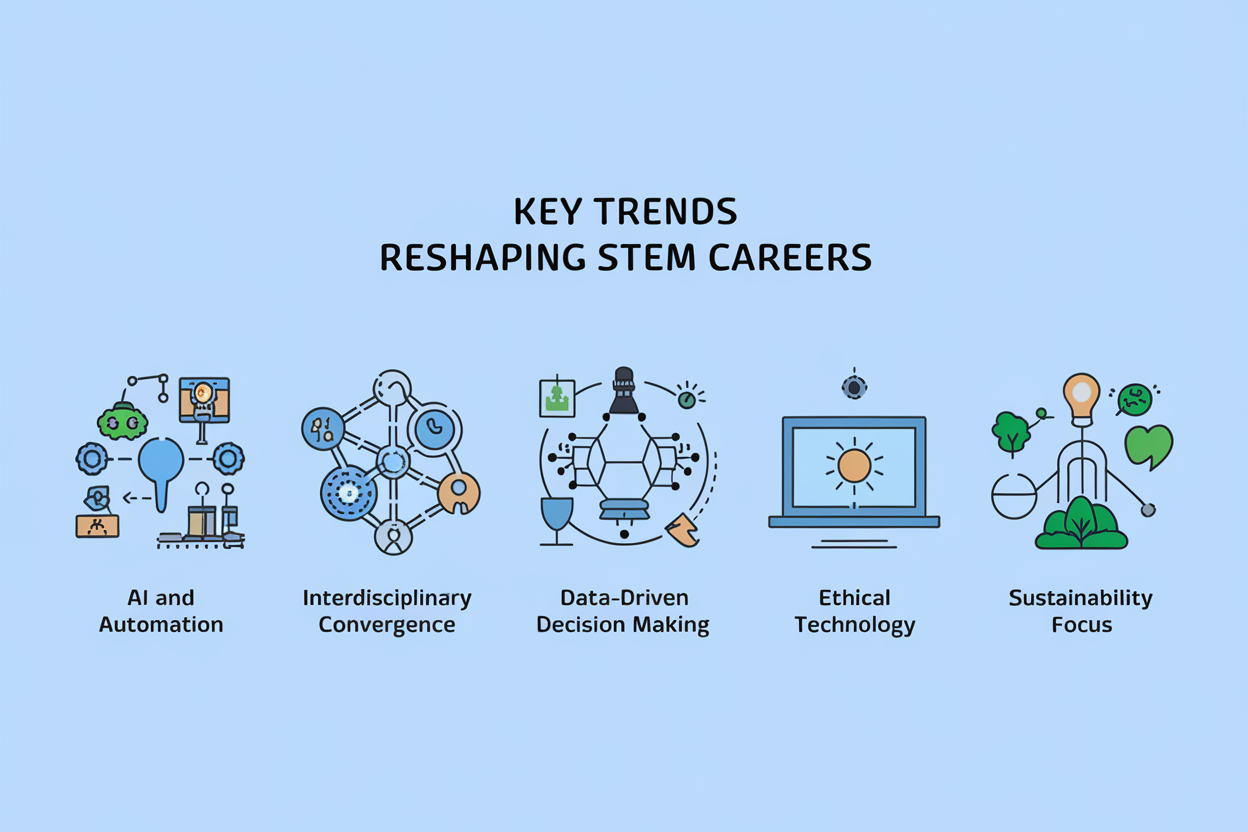 KEY TRENDS
RESHAPING STEM CAREERS
AI and
Automation
Interdisciplinary
Convergence
Data-Driven
Decision Making
Ethical
Technology
Sustainability
Focus